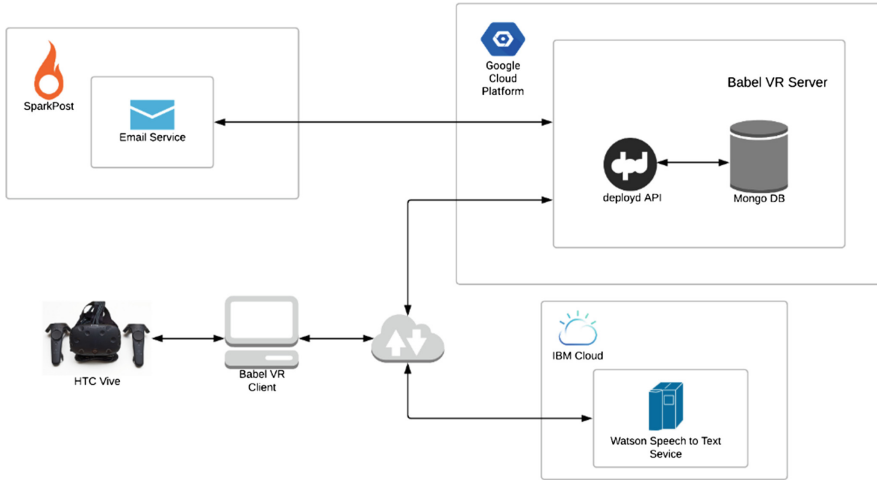 SparkPost
Email Service
Google
Cloud
Platform
Babel VR Server
dpd
deployd API
Mongo DB
HTC Vive
Babel VR
Client
IBM Cloud
Watson Speech to Text
Sevice